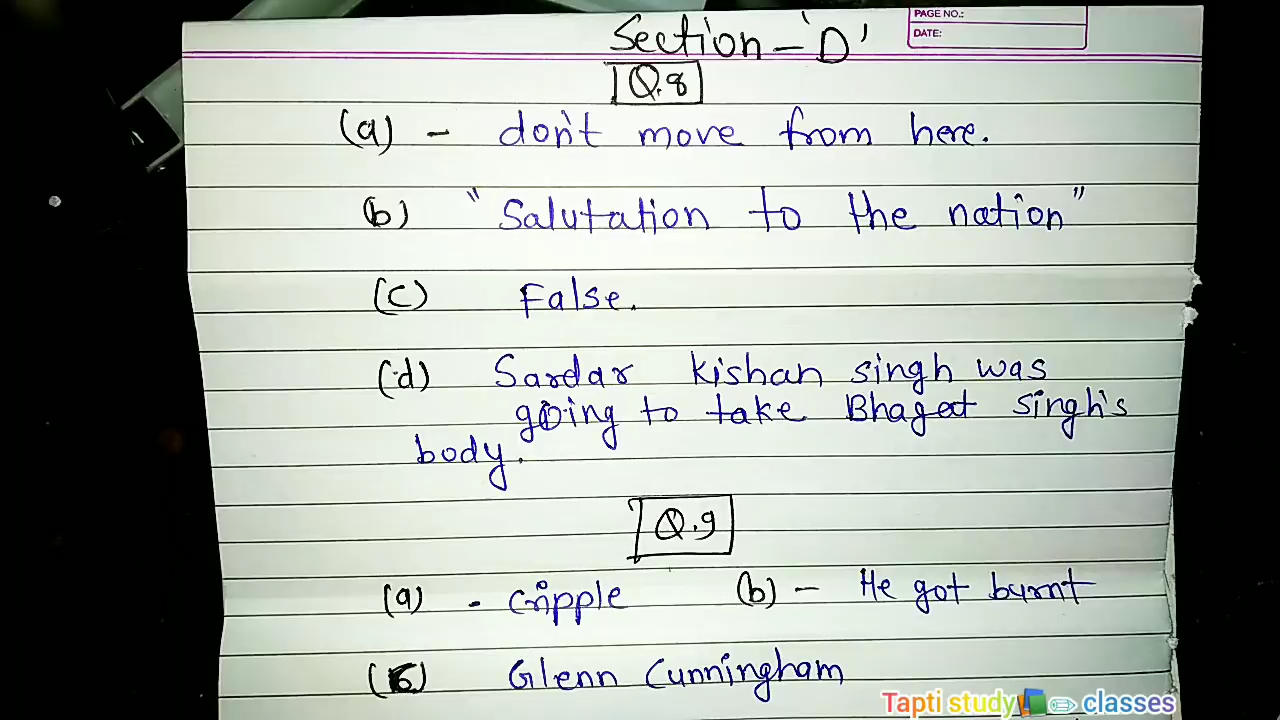 PAGE NO.:
DATE:
Section - 'D'
Q.8
(a) - don't move from here.
(b) "Salutation to the nation"
(c) False.
(d) Sardar Kishan singh was
going to take Bhagat singh's
body.
Q.9
(a) - cripple (b) - He got burnt
(c) Glenn Cunningham
Tapti study classes